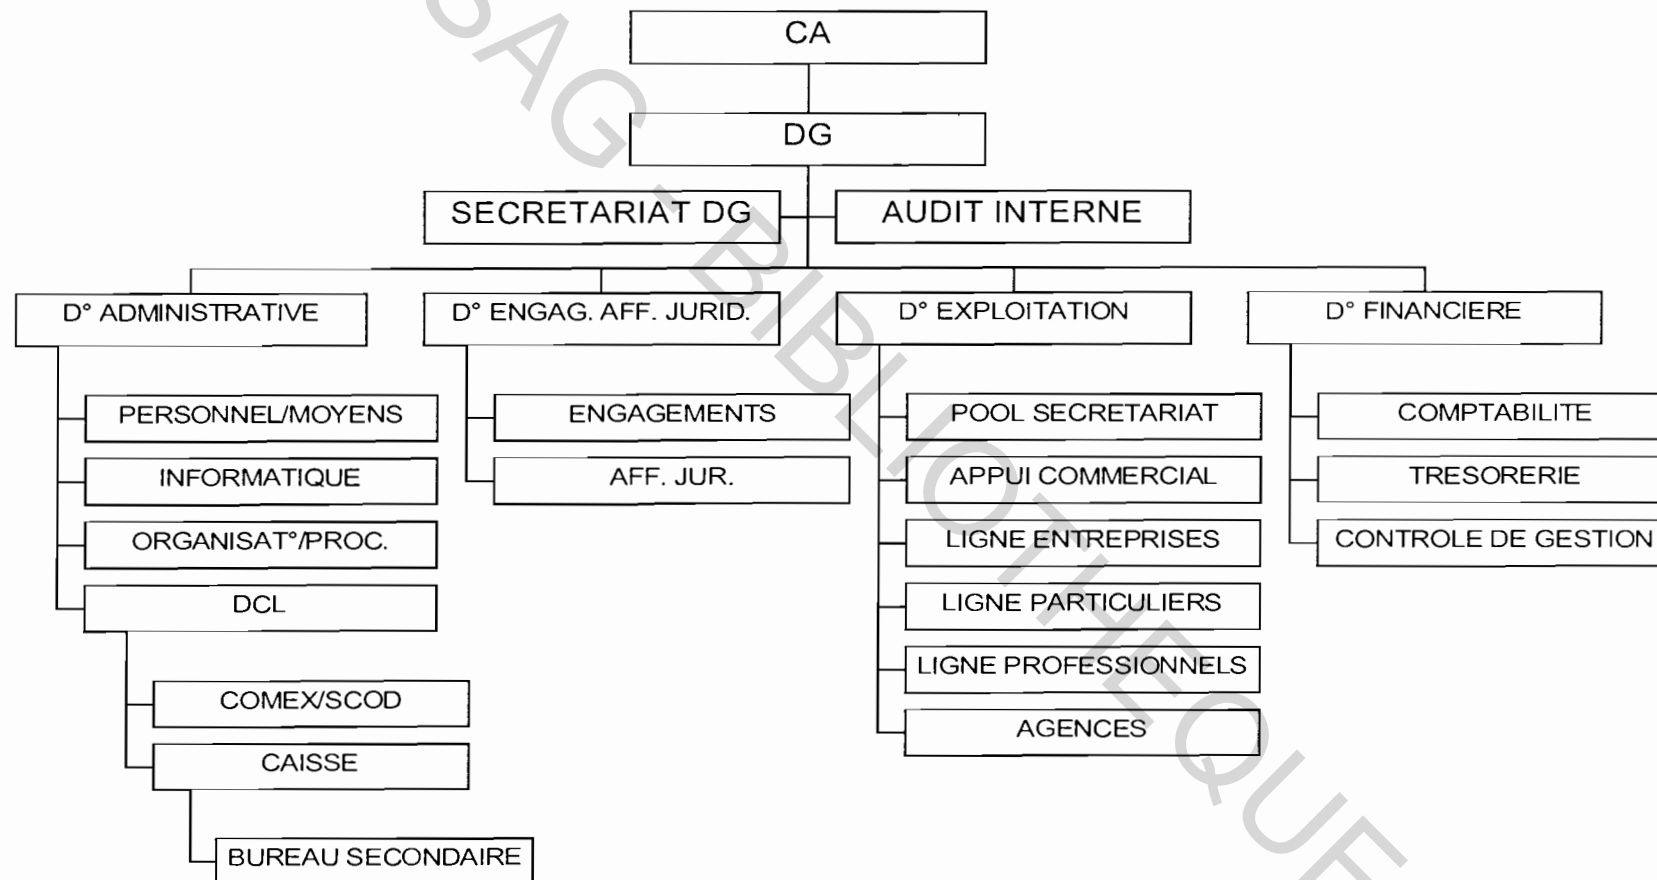 CA
DG
SECRETARIAT DG
AUDIT INTERNE
D° ADMINISTRATIVE
D° ENGAG. AFF. JURID.
D° EXPLOITATION
D° FINANCIERE
PERSONNEL/MOYENS
INFORMATIQUE
ORGANISAT°/PROC.
DCL
COMEX/SCOD
CAISSE
BUREAU SECONDAIRE
ENGAGEMENTS
AFF. JUR.
POOL SECRETARIAT
APPUI COMMERCIAL
LIGNE ENTREPRISES
LIGNE PARTICULIERS
LIGNE PROFESSIONNELS
AGENCES
COMPTABILITE
TRESORERIE
CONTROLE DE GESTION
SAG - BIBLIOTHEQUE